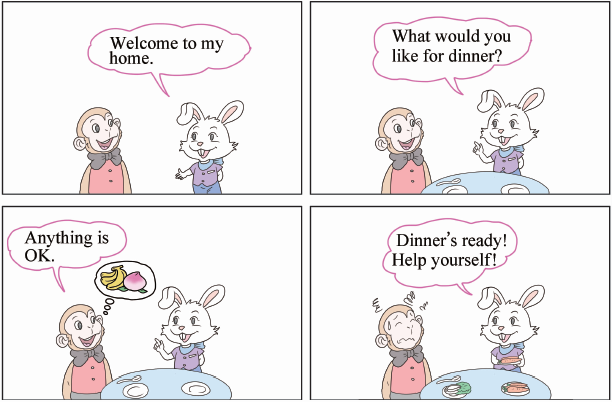 Welcome to my
home.
What would you
like for dinner?
Anything is
OK.
Dinner's ready!
Help yourself!